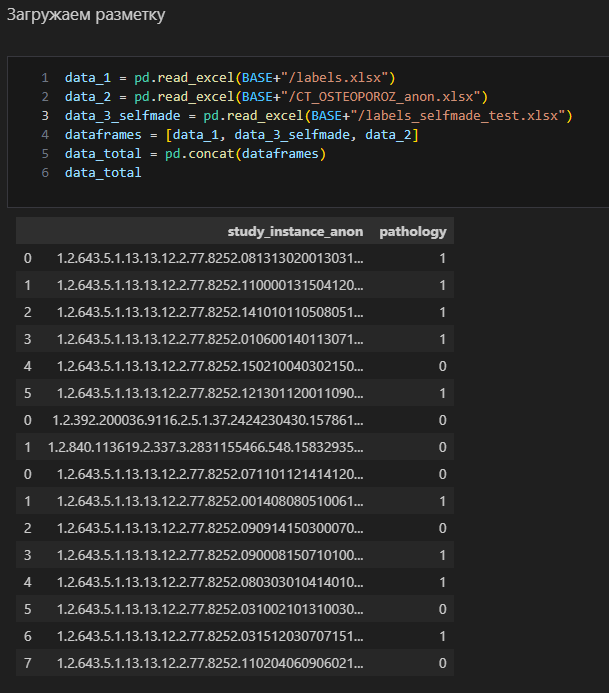 Загружаем разметку
1 data_1 = pd.read_excel(BASE+"/labels.xlsx")
2 data_2 = pd.read_excel(BASE+"/CT_OSTEOPOROZ_anon.xlsx")
3 data_3_selfmade = pd.read_excel(BASE+"/labels_selfmade_test.xlsx")
4 dataframes = [data_1, data_3_selfmade, data_2]
5 data_total = pd.concat(dataframes)
6 data_total
study_instance_anon pathology
0 1.2.643.5.1.13.13.12.2.77.8252.081313020013031... 1
1 1.2.643.5.1.13.13.12.2.77.8252.110000131504120... 1
2 1.2.643.5.1.13.13.12.2.77.8252.141010110508051... 1
3 1.2.643.5.1.13.13.12.2.77.8252.010600140113071... 1
4 1.2.643.5.1.13.13.12.2.77.8252.150210040302150... 0
5 1.2.643.5.1.13.13.12.2.77.8252.121301120011090... 1
0 1.2.392.200036.9116.2.5.1.37.2424230430.157861... 0
1 1.2.840.113619.2.337.3.2831155466.548.15832935... 0
0 1.2.643.5.1.13.13.12.2.77.8252.071101121414120... 0
1 1.2.643.5.1.13.13.12.2.77.8252.001408080510061... 1
2 1.2.643.5.1.13.13.12.2.77.8252.090914150300070... 0
3 1.2.643.5.1.13.13.12.2.77.8252.090008150710100... 1
4 1.2.643.5.1.13.13.12.2.77.8252.080303010414010... 1
5 1.2.643.5.1.13.13.12.2.77.8252.031002101310030... 0
6 1.2.643.5.1.13.13.12.2.77.8252.031512030707151... 1
7 1.2.643.5.1.13.13.12.2.77.8252.110204060906021... 0